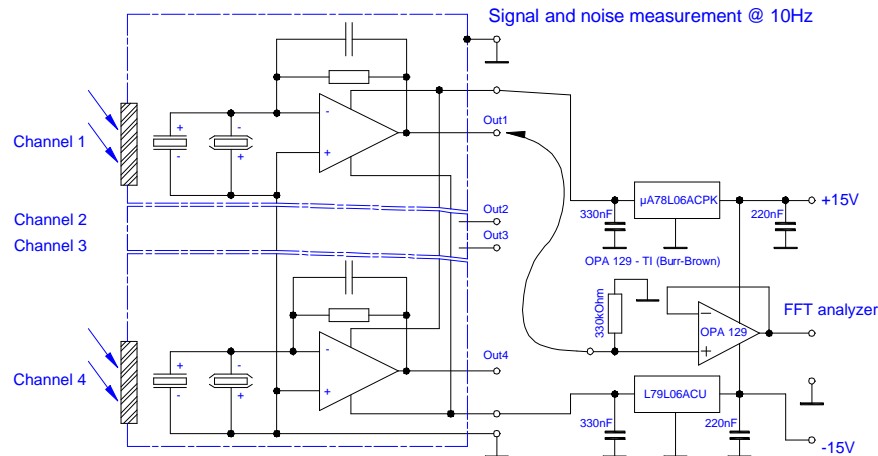 Signal and noise measurement @ 10Hz
Channel 1
+
-
-
+
-
+
Out1
Channel 2
Out2
Channel 3
Out3
330nF
µA78L06ACPK
220nF
+15V
OPA 129 - TI (Burr-Brown)
330kOhm
FFT analyzer
OPA 129
-
+
Channel 4
+
-
-
+
-
+
Out4
330nF
L79L06ACU
220nF
-15V